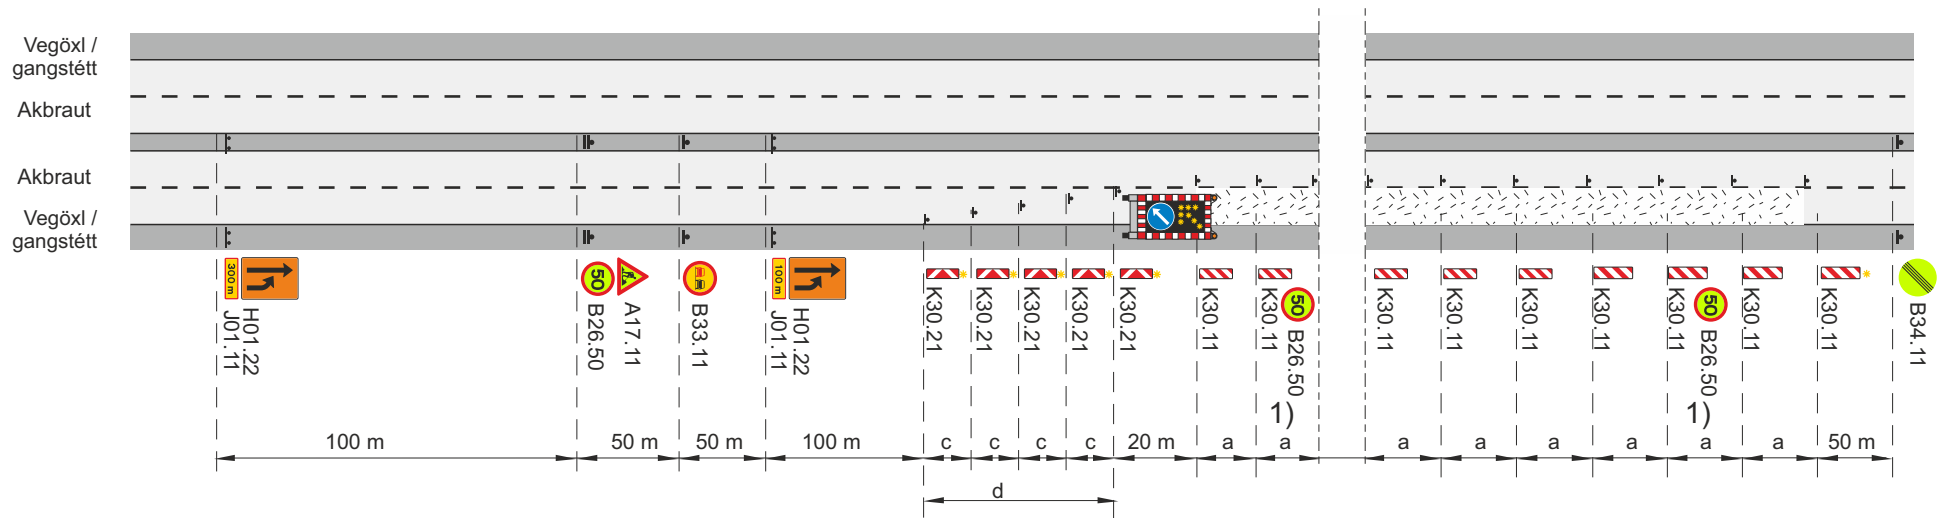 Vegöxl /
gangstétt
Akbraut
Akbraut
Vegöxl /
gangstétt
300 m
J01.11
H01.22
50
B26.50
A17.11
B33.11
100 m
J01.11
H01.22
K30.21
K30.21
K30.21
K30.21
K30.21
K30.11
K30.11
50
B26.50
1)
K30.11
K30.11
K30.11
K30.11
K30.11
50
B26.50
1)
K30.11
K30.11
B34.11
100 m
50 m
50 m
100 m
c
c
c
c
20 m
a
a
a
a
a
a
a
a
50 m
d